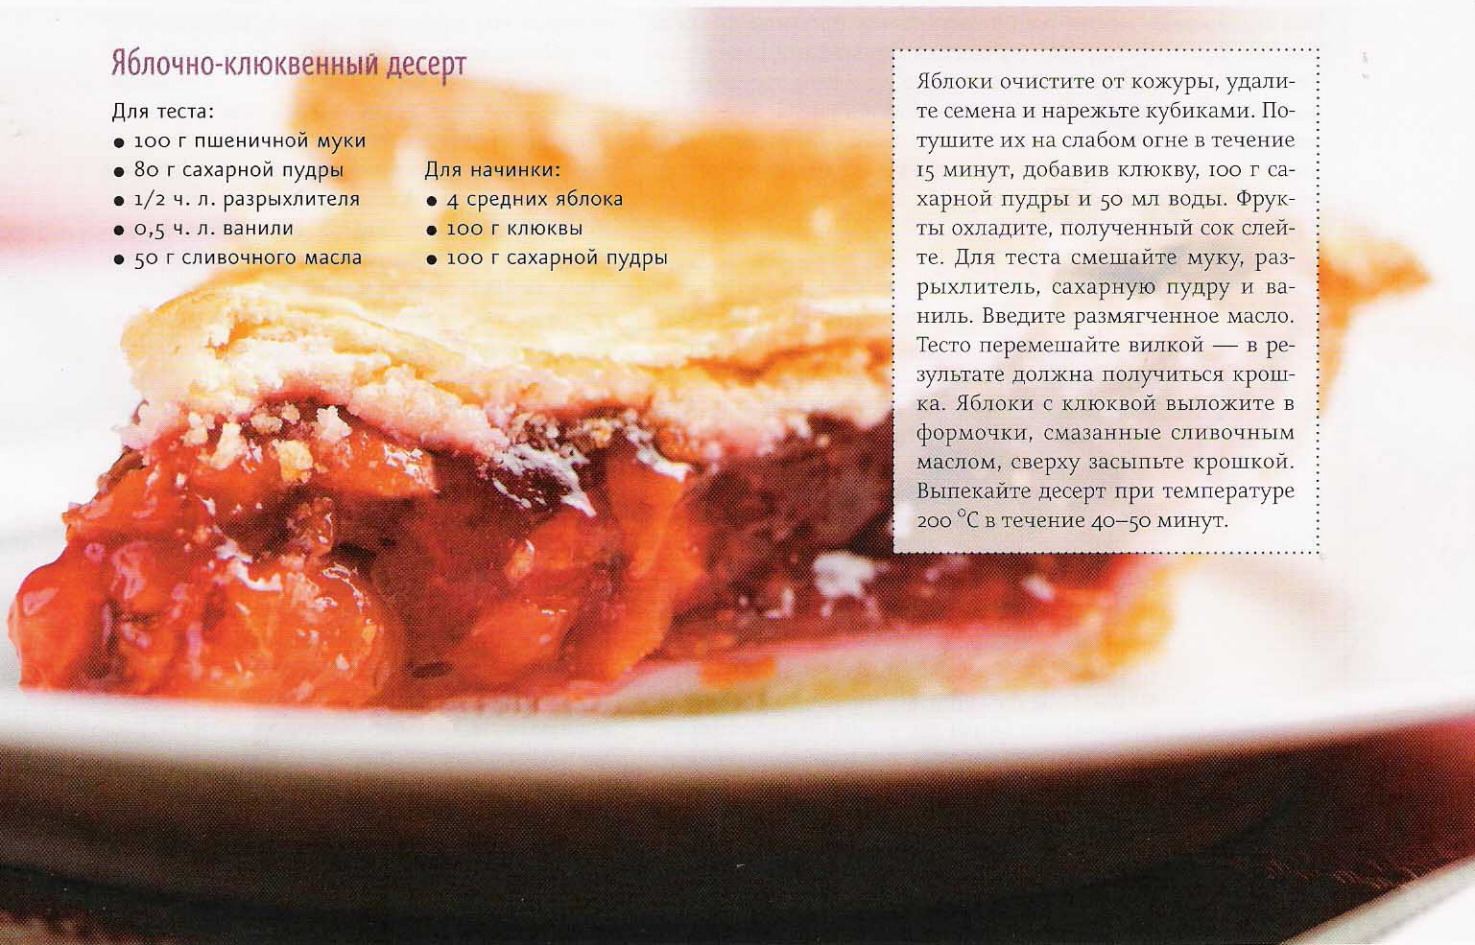 Яблочно-клюквенный десерт
Для теста:
● 100 г пшеничной муки
● 80 г сахарной пудры
● 1/2 ч. л. разрыхлителя
● 0,5 ч. л. ванили
● 50 г сливочного масла
Для начинки:
● 4 средних яблока
● 100 г клюквы
● 100 г сахарной пудры
Яблоки очистите от кожуры, удали-
те семена и нарежьте кубиками. По-
тушите их на слабом огне в течение
15 минут, добавив клюкву, 100 г са-
харной пудры и 50 мл воды. Фрук-
ты охладите, полученный сок слей-
те. Для теста смешайте муку, раз-
рыхлитель, сахарную пудру и ва-
ниль. Введите размягченное масло.
Тесто перемешайте вилкой — в ре-
зультате должна получиться крош-
ка. Яблоки с клюквой выложите в
формочки, смазанные сливочным
маслом, сверху засыпьте крошкой.
Выпекайте десерт при температуре
200 °С в течение 40–50 минут.